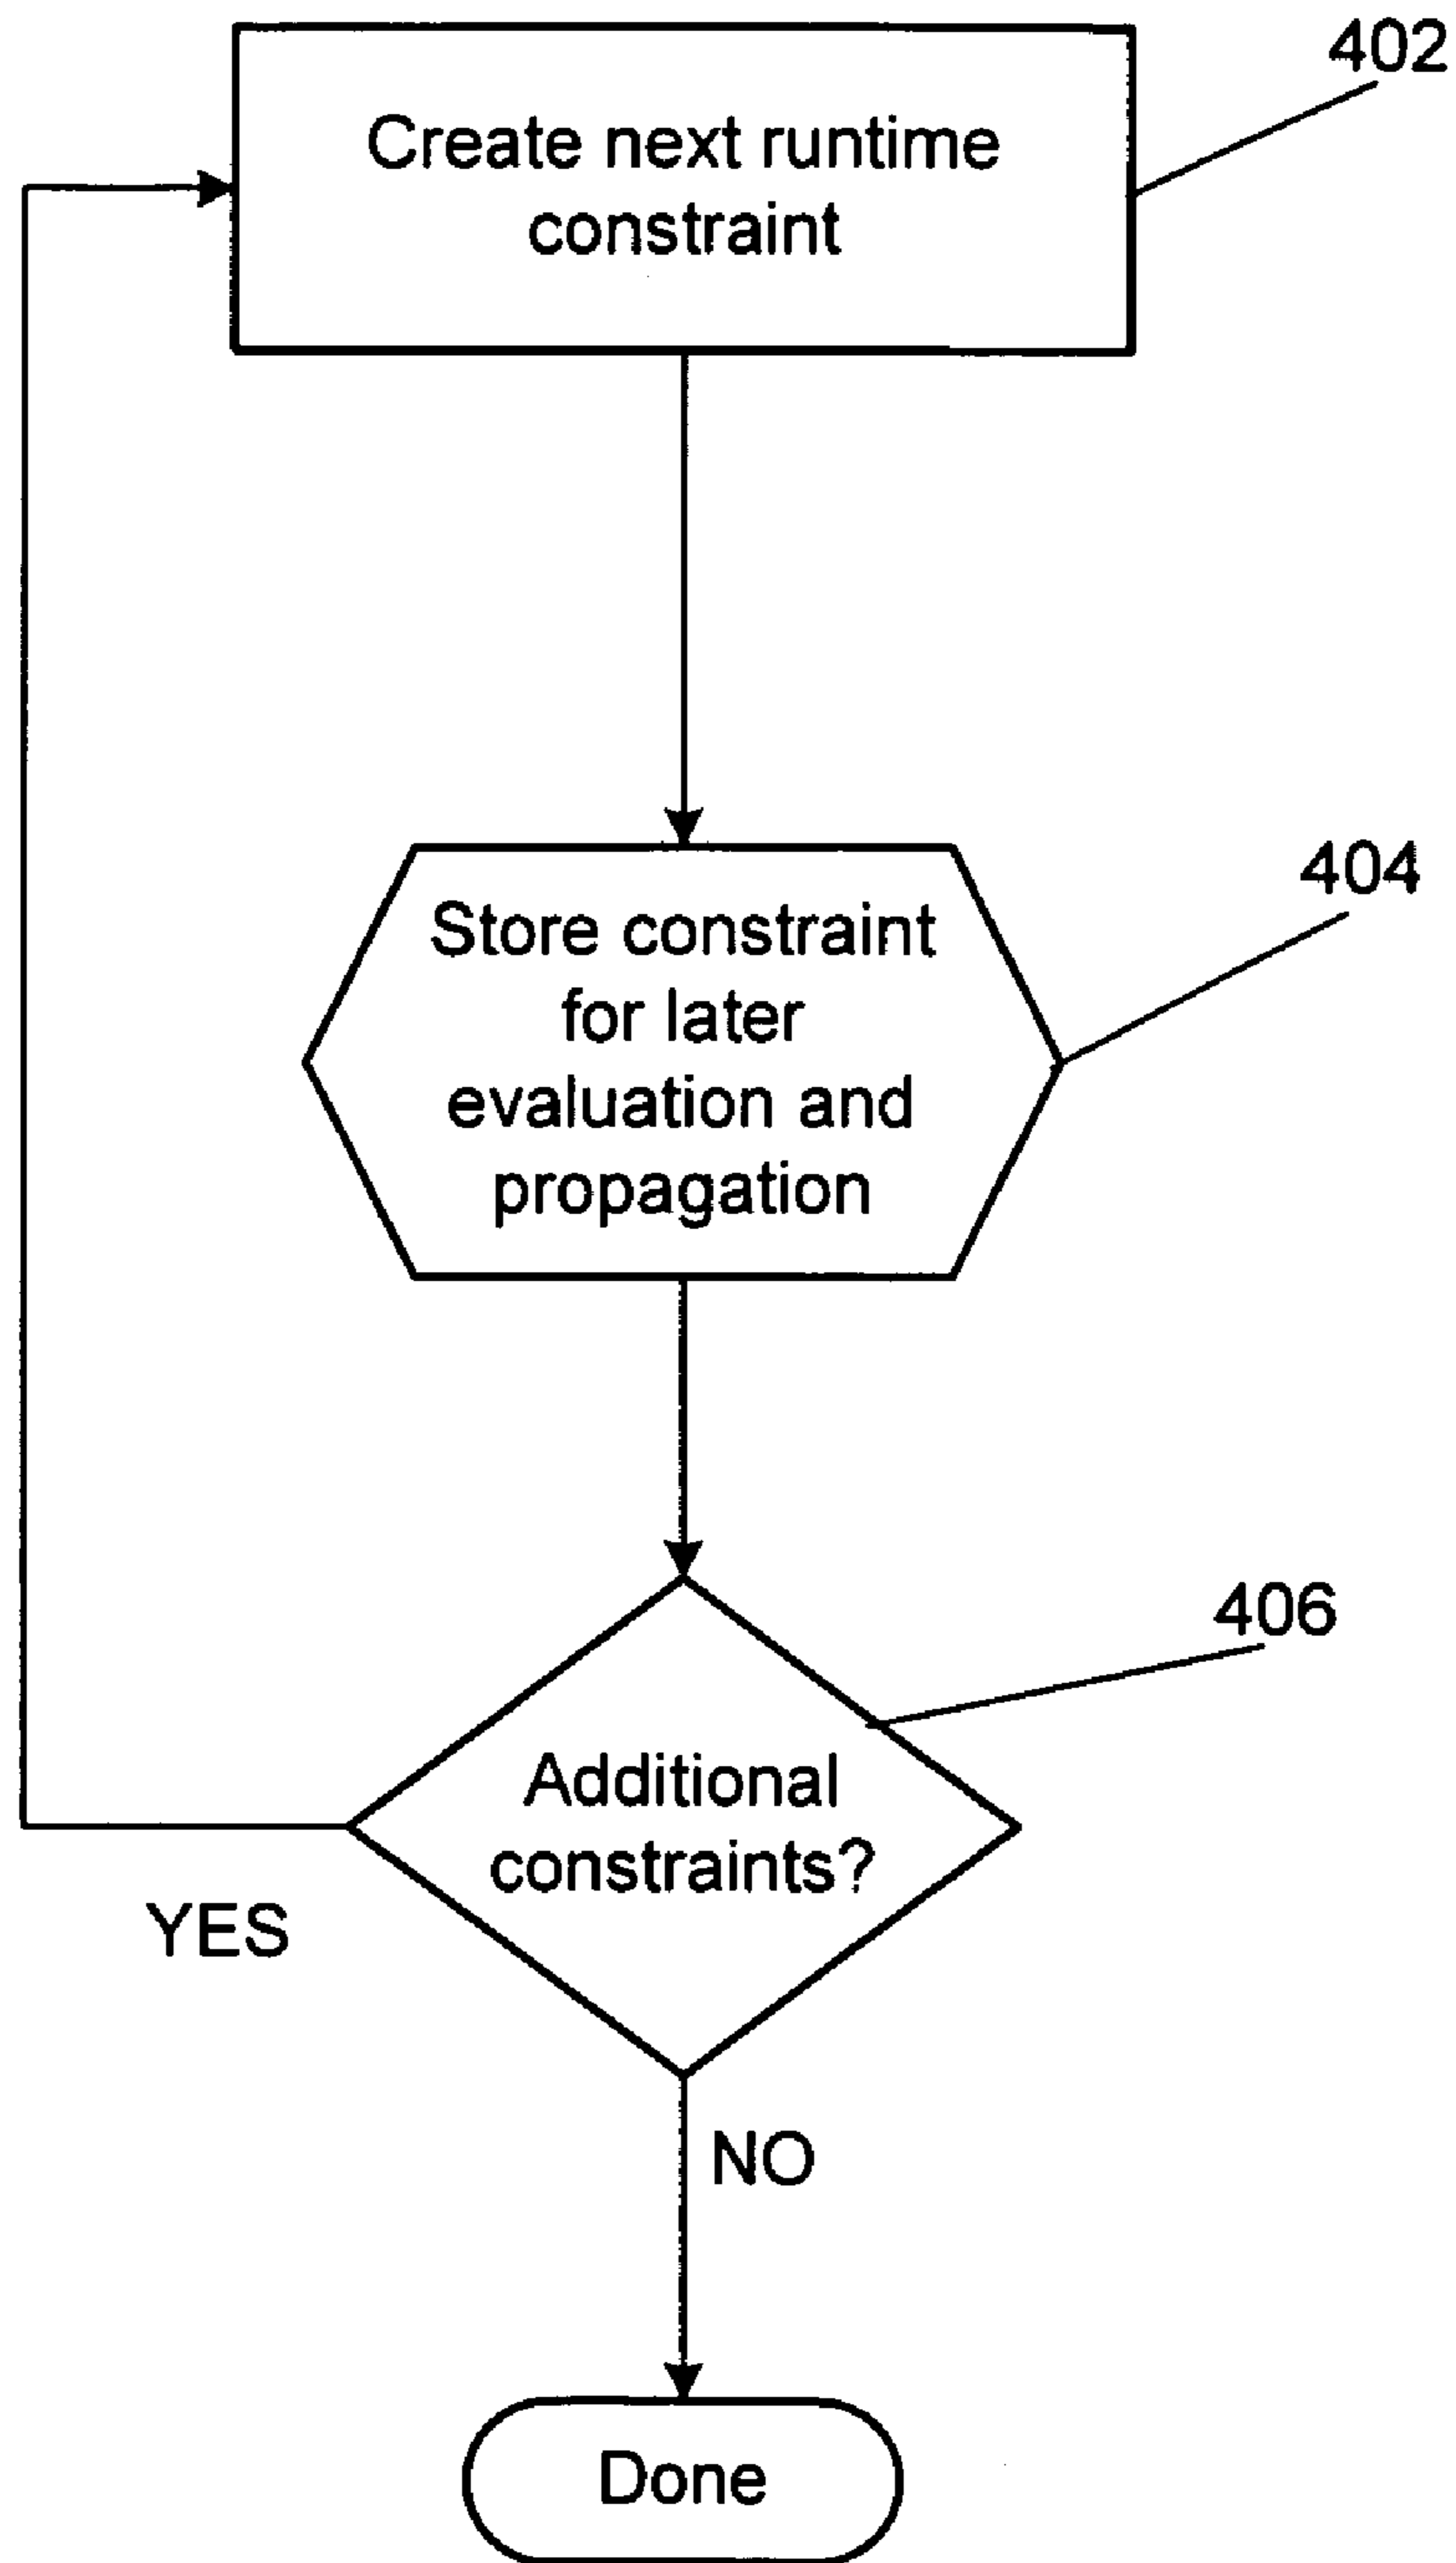 402
Create next runtime
constraint
404
Store constraint
for later
evaluation and
propagation
406
Additional
constraints?
YES
NO
Done